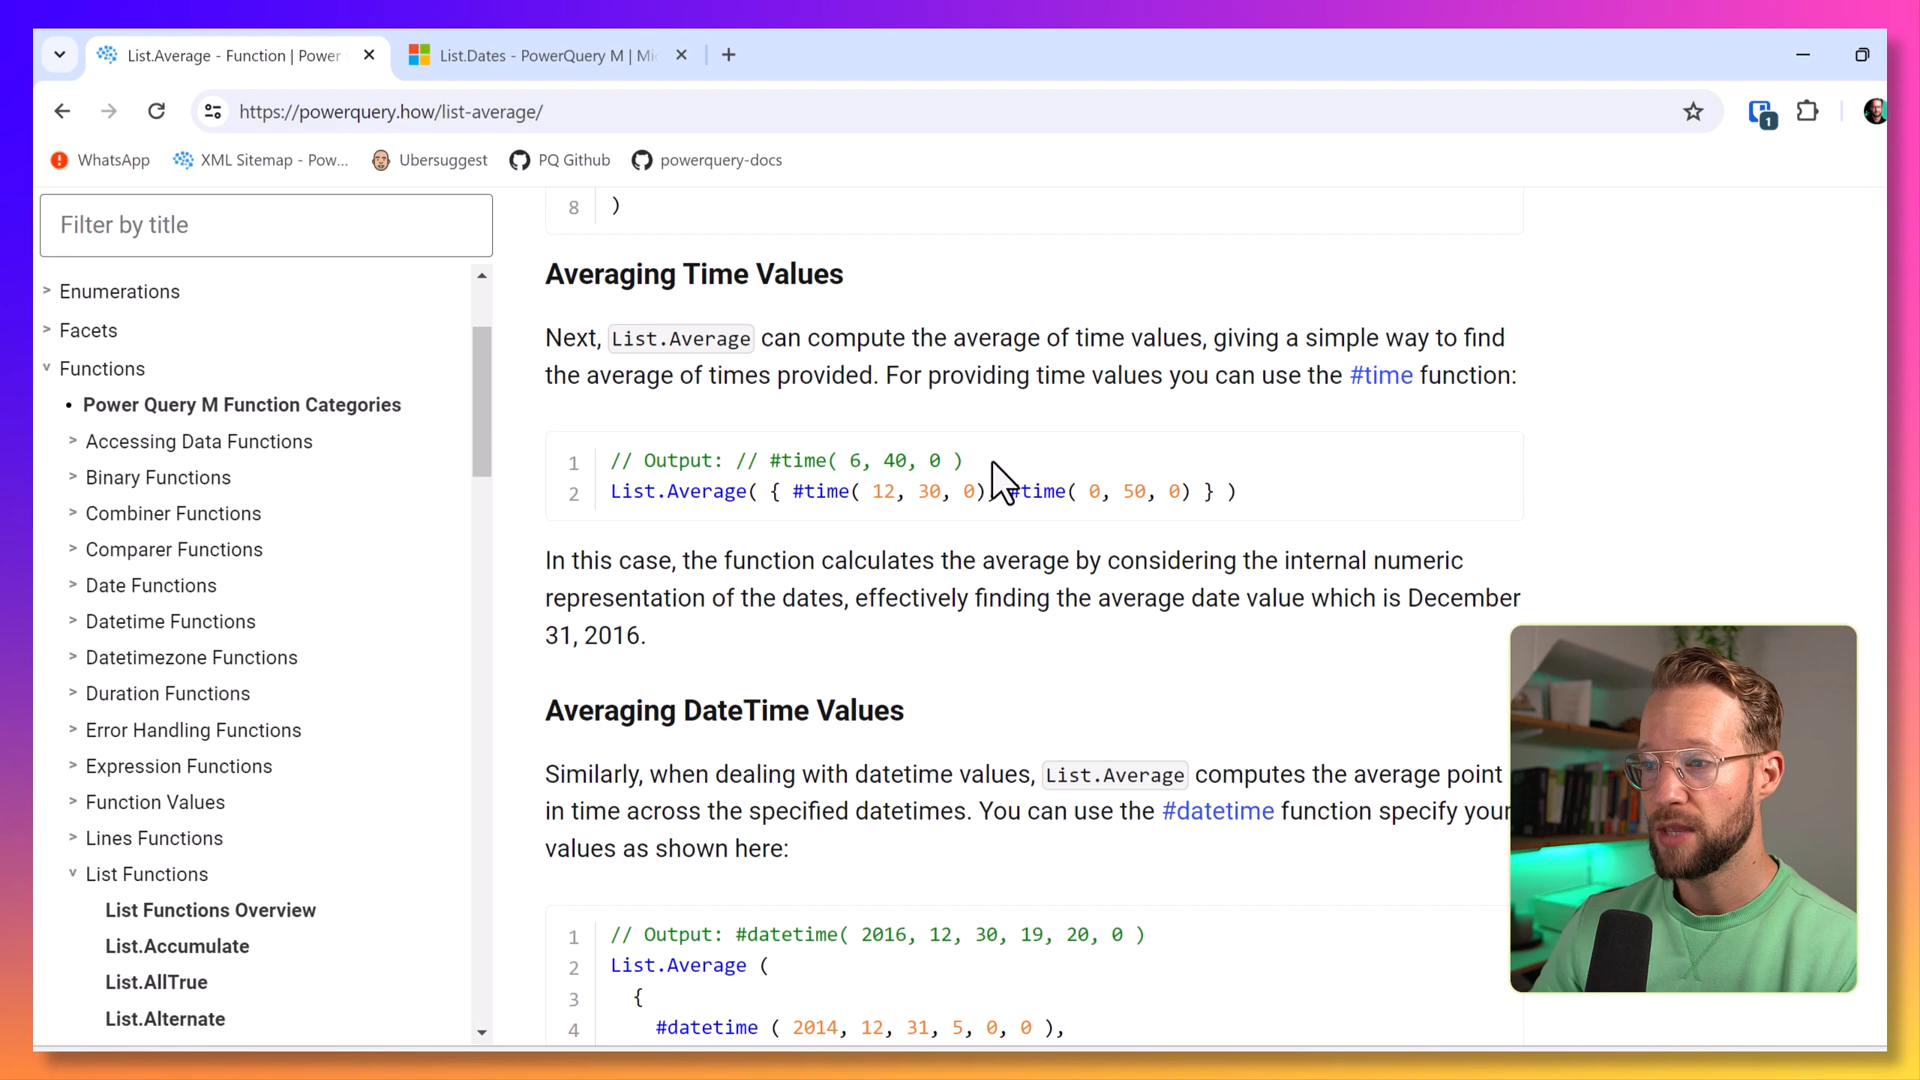 List.Average - Function | Power
List.Dates - PowerQuery M | Mi
https://powerquery.how/list-average/
1
WhatsApp
XML Sitemap - Pow...
Ubersuggest
PQ Github
powerquery-docs
Filter by title
Enumerations
Facets
Functions
Power Query M Function Categories
Accessing Data Functions
Binary Functions
Combiner Functions
Comparer Functions
Date Functions
Datetime Functions
Datetimezone Functions
Duration Functions
Error Handling Functions
Expression Functions
Function Values
Lines Functions
List Functions
List Functions Overview
List.Accumulate
List.AllTrue
List.Alternate
8 )
Averaging Time Values
Next, List.Average can compute the average of time values, giving a simple way to find
the average of times provided. For providing time values you can use the #time function:
1 // Output: // #time( 6, 40, 0 )
2 List.Average( { #time( 12, 30, 0), #time( 0, 50, 0) } )
In this case, the function calculates the average by considering the internal numeric
representation of the dates, effectively finding the average date value which is December
31, 2016.
Averaging DateTime Values
Similarly, when dealing with datetime values, List.Average computes the average point
in time across the specified datetimes. You can use the #datetime function specify your
values as shown here:
1 // Output: #datetime( 2016, 12, 30, 19, 20, 0 )
2 List.Average (
3 {
4 #datetime ( 2014, 12, 31, 5, 0, 0 ),